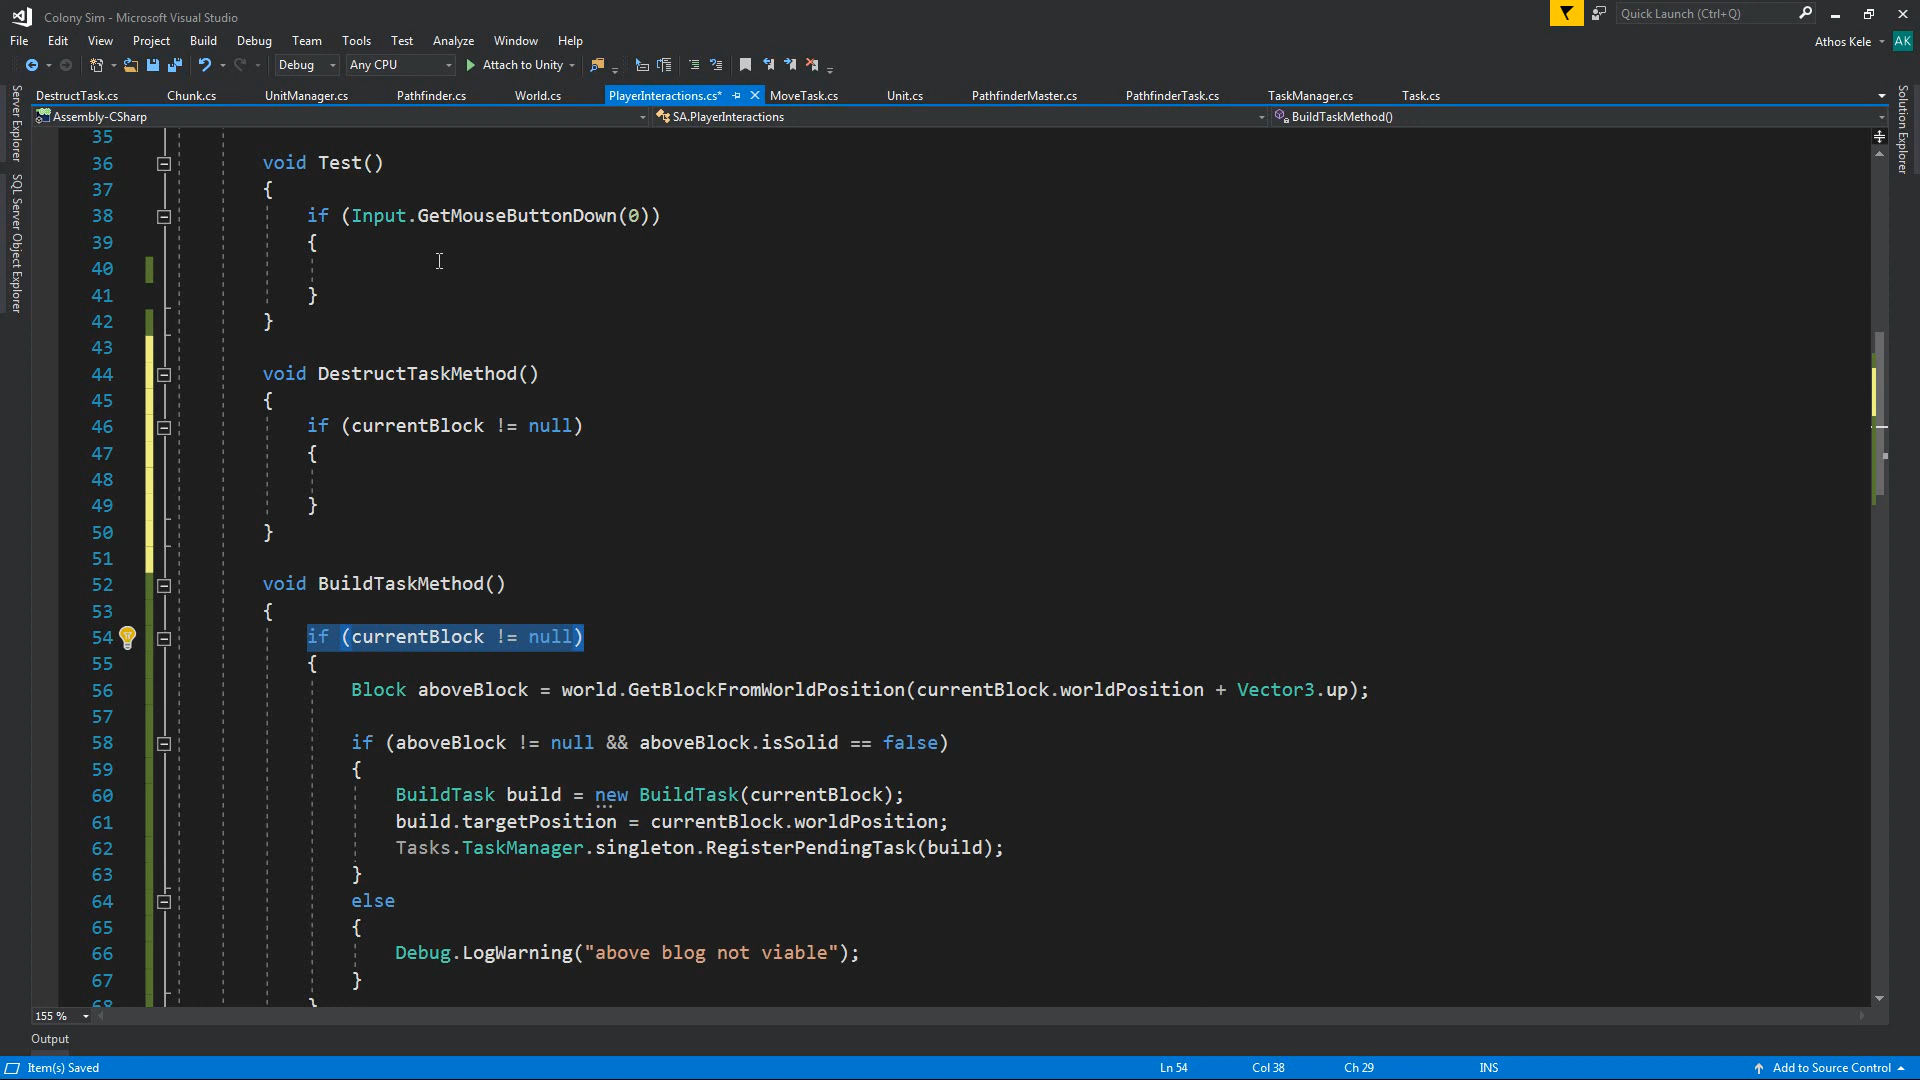 Colony Sim - Microsoft Visual Studio
Quick Launch (Ctrl+Q)
File Edit View Project Build Debug Team Tools Test Analyze Window Help
Athos Kele AK
Debug Any CPU Attach to Unity
DestructTask.cs Chunk.cs UnitManager.cs Pathfinder.cs World.cs PlayerInteractions.cs* MoveTask.cs Unit.cs PathfinderMaster.cs PathfinderTask.cs TaskManager.cs Task.cs
Assembly-CSharp SA.PlayerInteractions BuildTaskMethod()
Server Explorer
SQL Server Object Explorer
Solution Explorer
35
36 void Test()
37 {
38 if (Input.GetMouseButtonDown(0))
39 {
40
41 }
42 }
43
44 void DestructTaskMethod()
45 {
46 if (currentBlock != null)
47 {
48
49 }
50 }
51
52 void BuildTaskMethod()
53 {
54 if (currentBlock != null)
55 {
56 Block aboveBlock = world.GetBlockFromWorldPosition(currentBlock.worldPosition + Vector3.up);
57
58 if (aboveBlock != null && aboveBlock.isSolid == false)
59 {
60 BuildTask build = new BuildTask(currentBlock);
61 build.targetPosition = currentBlock.worldPosition;
62 Tasks.TaskManager.singleton.RegisterPendingTask(build);
63 }
64 else
65 {
66 Debug.LogWarning("above blog not viable");
67 }
68 }
155 %
Output
Item(s) Saved Ln 54 Col 38 Ch 29 INS Add to Source Control